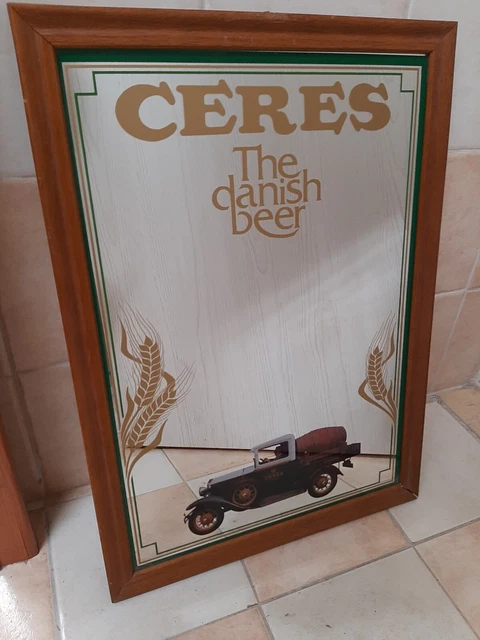 CERES
The
danish
beer